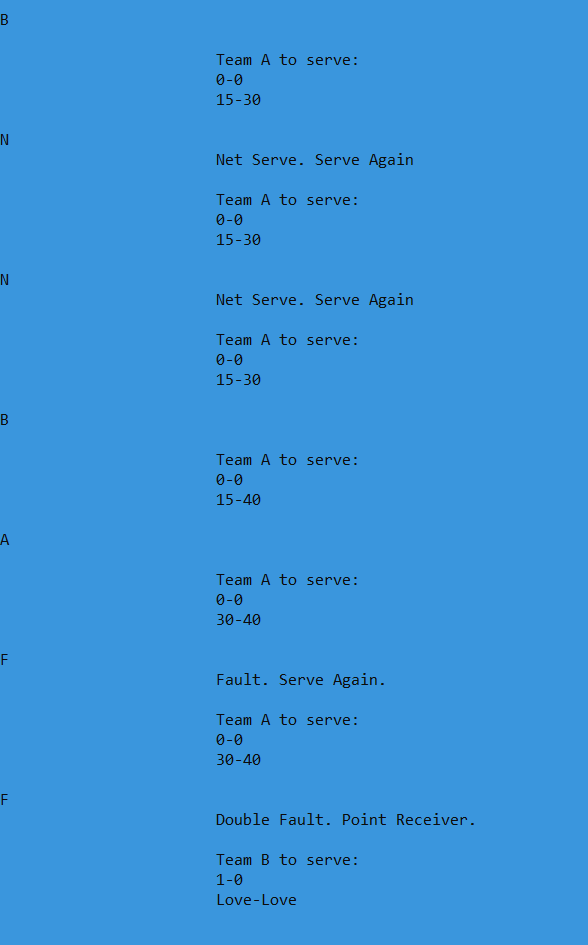 B
Team A to serve:
0-0
15-30
N
Net Serve. Serve Again
Team A to serve:
0-0
15-30
N
Net Serve. Serve Again
Team A to serve:
0-0
15-30
B
Team A to serve:
0-0
15-40
A
Team A to serve:
0-0
30-40
F
Fault. Serve Again.
Team A to serve:
0-0
30-40
F
Double Fault. Point Receiver.
Team B to serve:
1-0
Love-Love